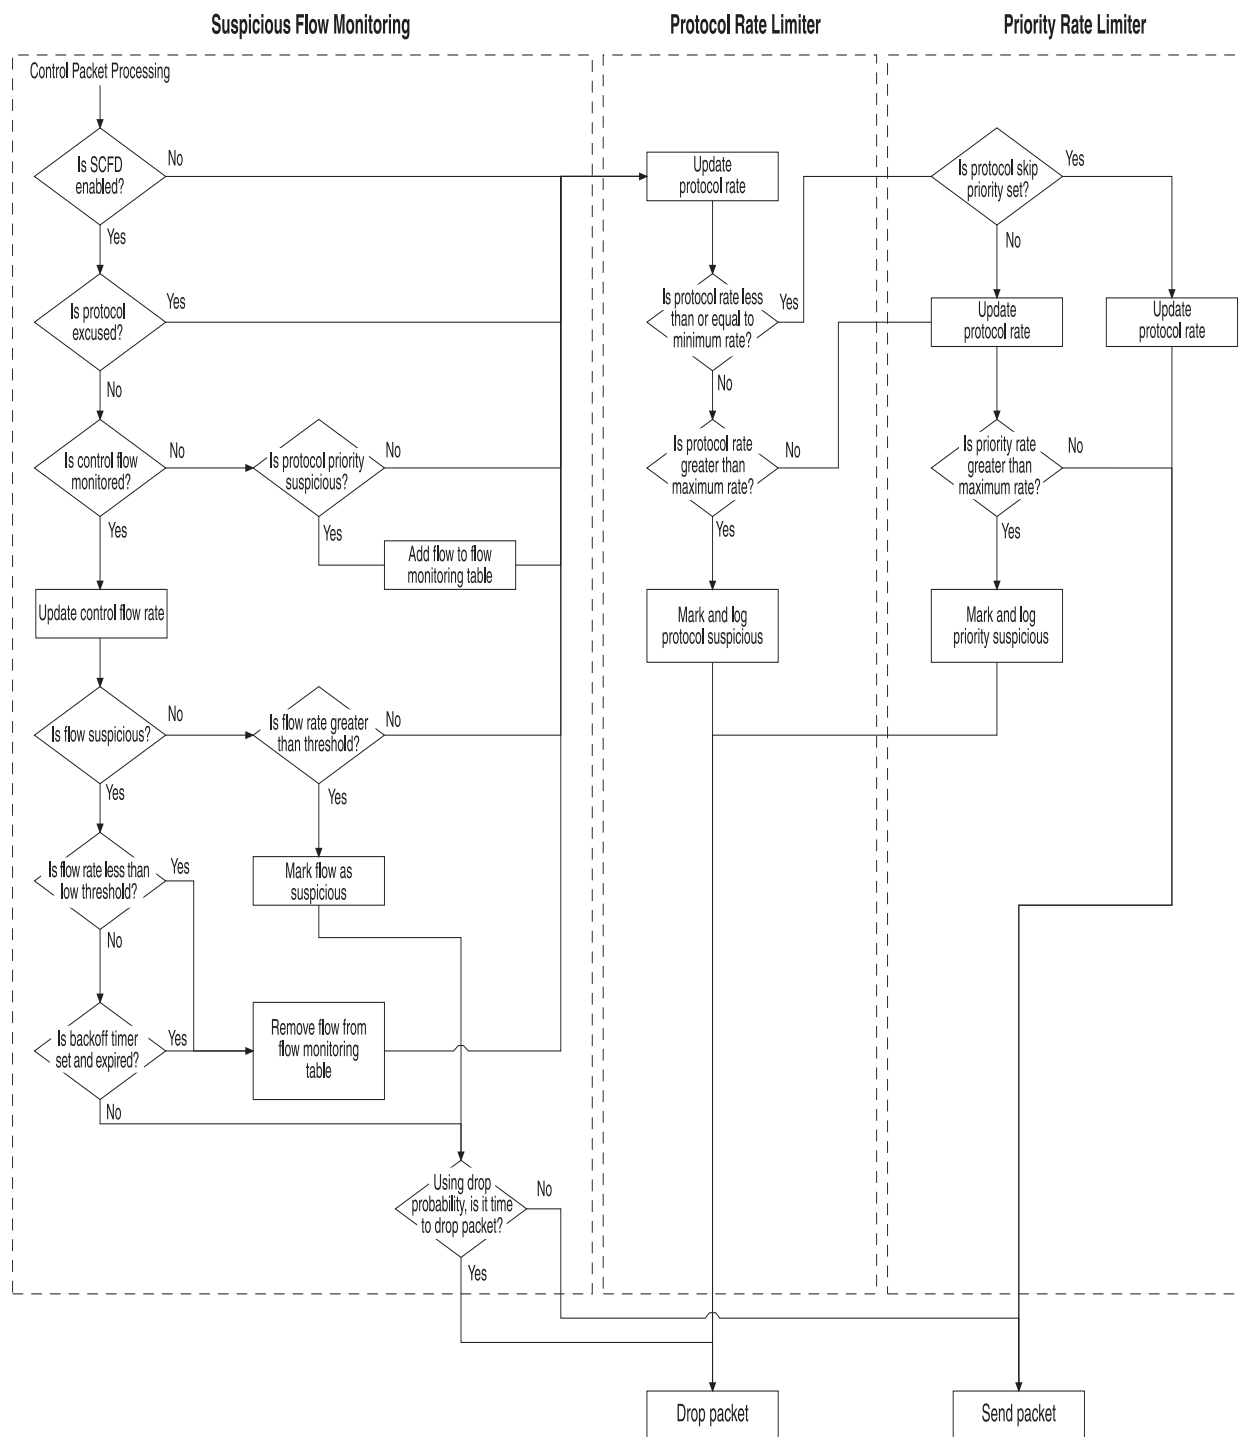 Suspicious Flow Monitoring
Protocol Rate Limiter
Priority Rate Limiter
Control Packet Processing
Is SCFD
enabled?
No
Yes
Is protocol
excused?
Yes
No
Is control flow
monitored?
No
Yes
Is protocol priority
suspicious?
No
Yes
Add flow to flow
monitoring table
Update control flow rate
Is flow suspicious?
No
Yes
Is flow rate greater
than threshold?
No
Yes
Is flow rate less than
low threshold?
Yes
No
Mark flow as
suspicious
Is backoff timer
set and expired?
Yes
No
Remove flow from
flow monitoring
table
Using drop
probability, is it time
to drop packet?
No
Yes
Update
protocol rate
Is protocol rate less
than or equal to
minimum rate?
Yes
No
Is protocol rate
greater than
maximum rate?
No
Yes
Mark and log
protocol suspicious
Is protocol skip
priority set?
Yes
No
Update
protocol rate
Update
protocol rate
Is priority rate
greater than
maximum rate?
No
Yes
Mark and log
priority suspicious
Drop packet
Send packet